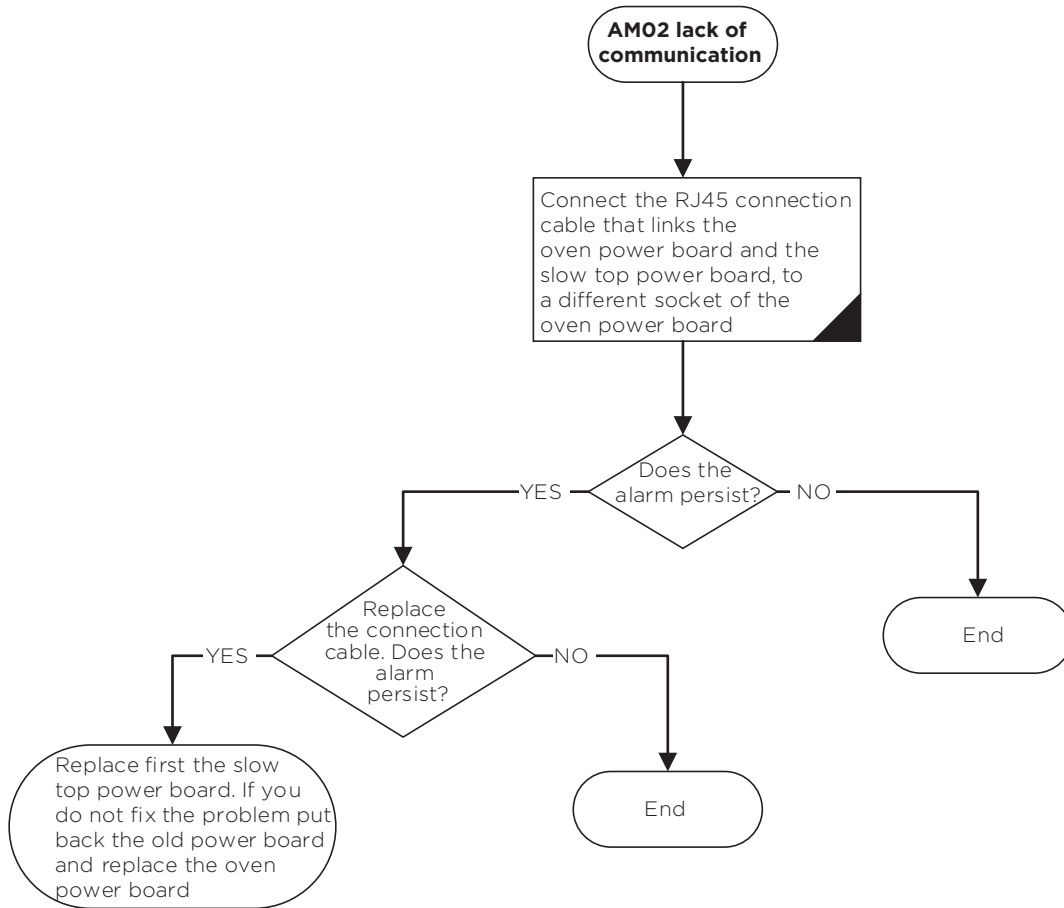 AM02 lack of
communication
Connect the RJ45 connection
cable that links the
oven power board and the
slow top power board, to
a different socket of the
oven power board
Does the
alarm persist?
YES
NO
Replace
the connection
cable. Does the
alarm
persist?
End
YES
NO
Replace first the slow
top power board. If you
do not fix the problem put
back the old power board
and replace the oven
power board
End